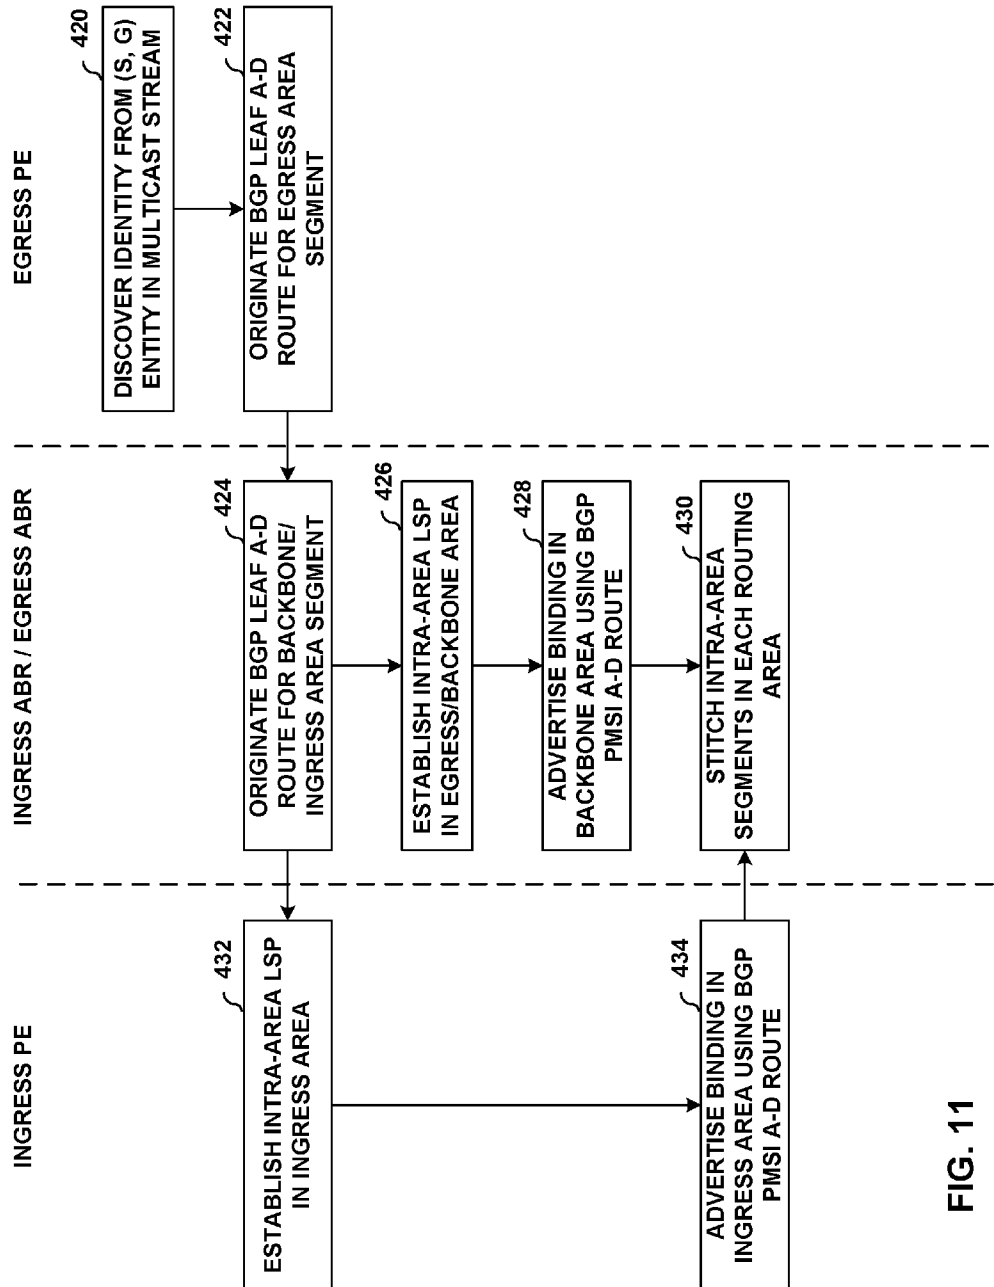 INGRESS PE
INGRESS ABR / EGRESS ABR
EGRESS PE
420
DISCOVER IDENTITY FROM (S, G)
ENTITY IN MULTICAST STREAM
422
ORIGINATE BGP LEAF A-D
ROUTE FOR EGRESS AREA
SEGMENT
424
ORIGINATE BGP LEAF A-D
ROUTE FOR BACKBONE/
INGRESS AREA SEGMENT
426
ESTABLISH INTRA-AREA LSP
IN EGRESS/BACKBONE AREA
428
ADVERTISE BINDING IN
BACKBONE AREA USING BGP
PMSI A-D ROUTE
430
STITCH INTRA-AREA
SEGMENTS IN EACH ROUTING
AREA
432
ESTABLISH INTRA-AREA LSP
IN INGRESS AREA
434
ADVERTISE BINDING IN
INGRESS AREA USING BGP
PMSI A-D ROUTE
FIG. 11